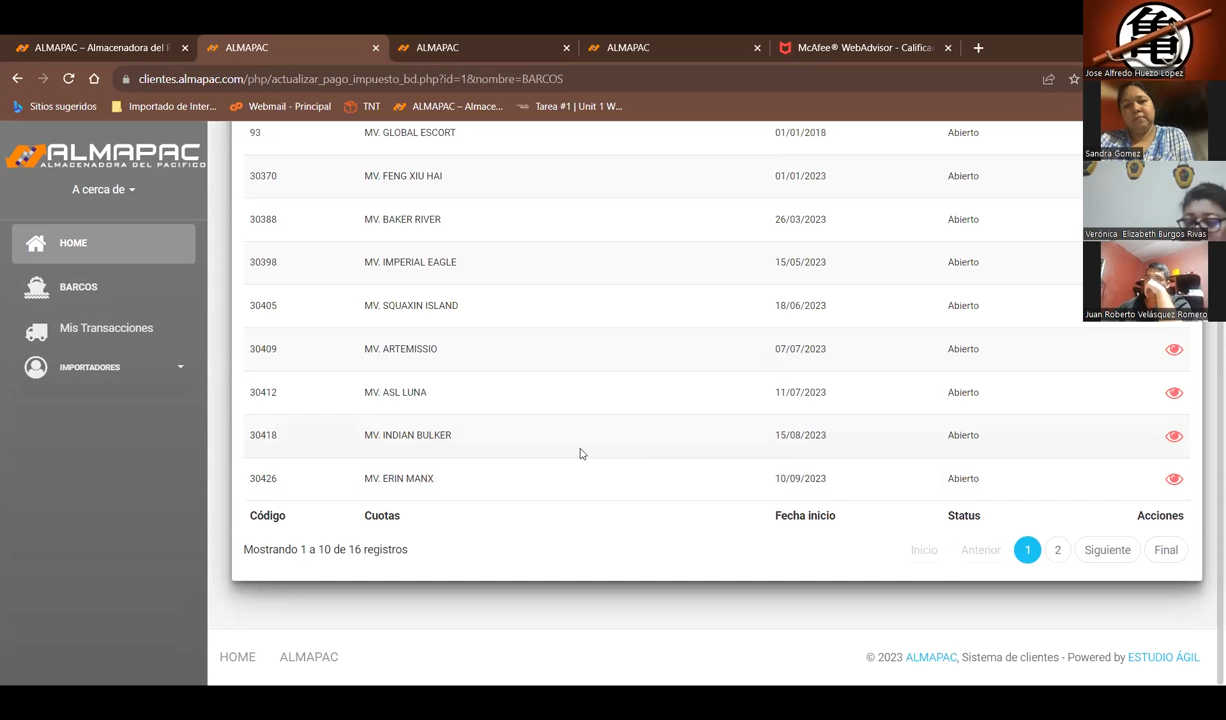 ALMAPAC – Almacenadora del P
ALMAPAC
ALMAPAC
ALMAPAC
McAfee® WebAdvisor - Califica
clientes.almapac.com/php/actualizar_pago_impuesto_bd.php?id=1&nombre=BARCOS
Sitios sugeridos
Importado de Inter...
Webmail - Principal
TNT
ALMAPAC – Almace...
Tarea #1 | Unit 1 W...
亀
Jose Alfredo Huezo Lopez
Sandra Gomez
Verónica Elizabeth Burgos Rivas
Juan Roberto Velásquez Romero
ALMAPAC
ALMACENADORA DEL PACIFICO
A cerca de
HOME
BARCOS
Mis Transacciones
IMPORTADORES
93 MV. GLOBAL ESCORT 01/01/2018 Abierto
30370 MV. FENG XIU HAI 01/01/2023 Abierto
30388 MV. BAKER RIVER 26/03/2023 Abierto
30398 MV. IMPERIAL EAGLE 15/05/2023 Abierto
30405 MV. SQUAXIN ISLAND 18/06/2023 Abierto
30409 MV. ARTEMISSIO 07/07/2023 Abierto
30412 MV. ASL LUNA 11/07/2023 Abierto
30418 MV. INDIAN BULKER 15/08/2023 Abierto
30426 MV. ERIN MANX 10/09/2023 Abierto
Código Cuotas Fecha inicio Status Acciones
Mostrando 1 a 10 de 16 registros
Inicio Anterior 1 2 Siguiente Final
HOME ALMAPAC
© 2023 ALMAPAC, Sistema de clientes - Powered by ESTUDIO ÁGIL